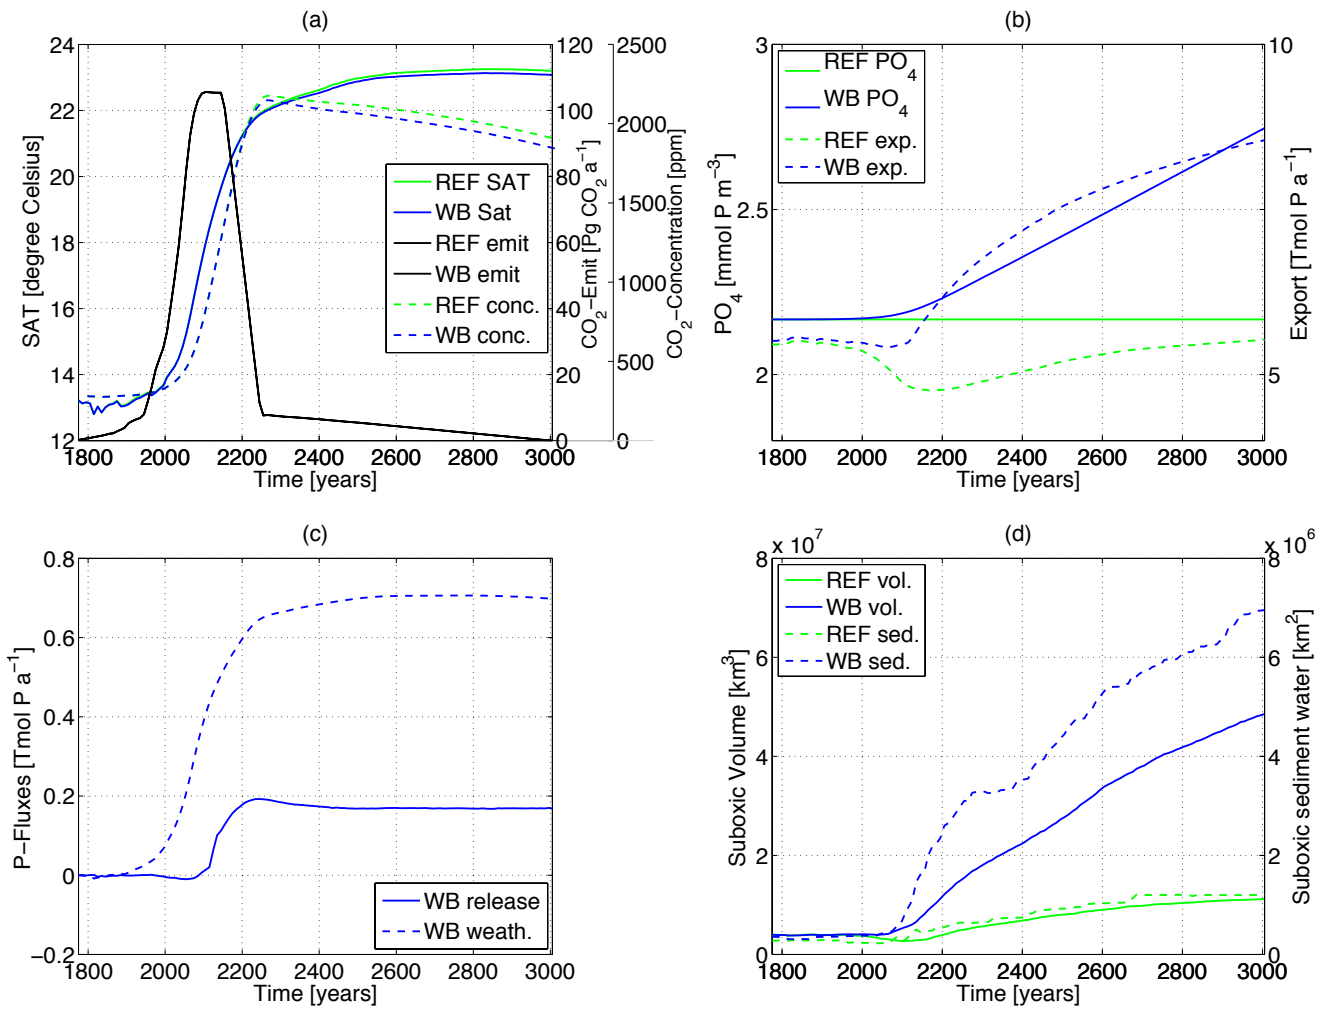 (a)
24
22
20
18
16
14
12
SAT [degree Celsius]
120
100
80
60
40
20
0
CO2−Emit [Pg CO2 a−1]
2500
2000
1500
1000
500
0
CO2−Concentration [ppm]
REF SAT
WB Sat
REF emit
WB emit
REF conc.
WB conc.
1800 2000 2200 2400 2600 2800 3000
Time [years]
(b)
3
2.5
2
PO4 [mmol P m−3]
10
5
Export [Tmol P a−1]
REF PO4
WB PO4
REF exp.
WB exp.
1800 2000 2200 2400 2600 2800 3000
Time [years]
(c)
0.8
0.6
0.4
0.2
0
−0.2
P−Fluxes [Tmol P a−1]
WB release
WB weath.
1800 2000 2200 2400 2600 2800 3000
Time [years]
(d)
x 10^7
x 10^6
8
6
4
2
0
Suboxic Volume [km3]
8
6
4
2
0
Suboxic sediment water [km2]
REF vol.
WB vol.
REF sed.
WB sed.
1800 2000 2200 2400 2600 2800 3000
Time [years]